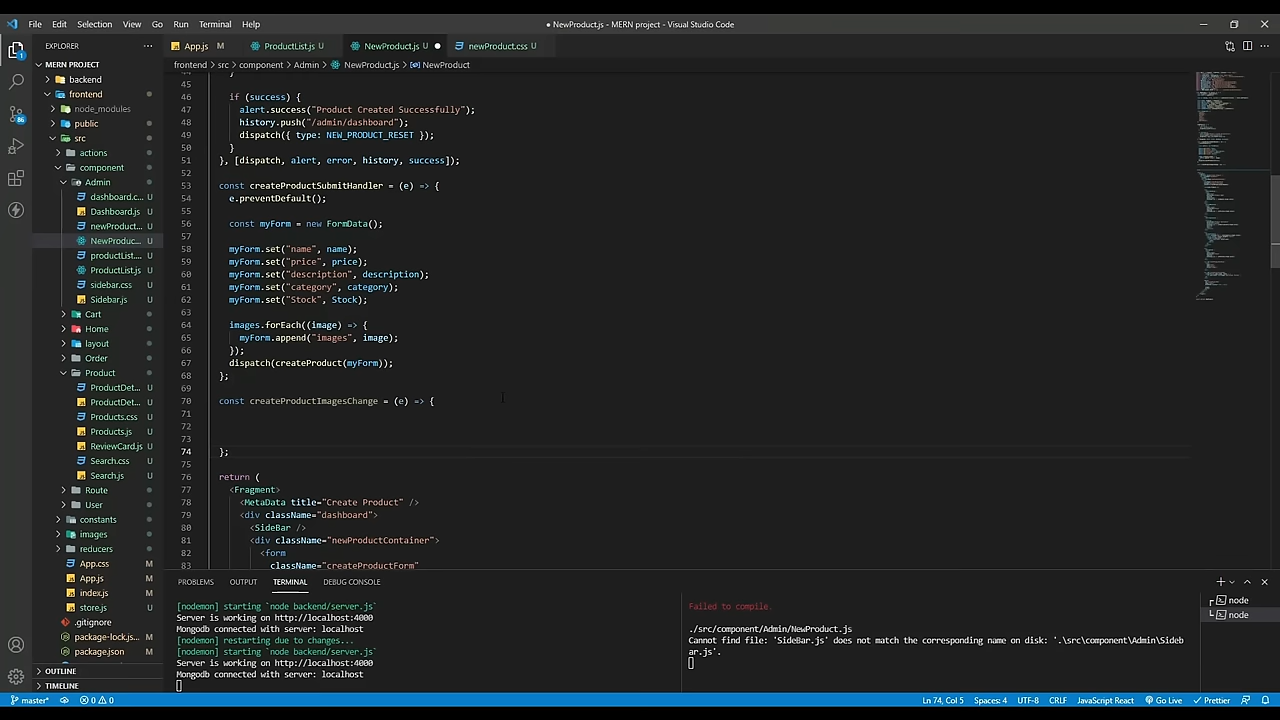 File Edit Selection View Go Run Terminal Help
● NewProduct.js - MERN project - Visual Studio Code
EXPLORER
MERN PROJECT
backend
frontend
node_modules
public
src
actions
component
Admin
dashboard.c... U
Dashboard.js U
newProduct... U
NewProduc... U
productList.... U
ProductList.js U
sidebar.css U
Sidebar.js U
Cart
Home
layout
Order
Product
ProductDet... U
ProductDet... U
Products.css U
Products.js U
ReviewCard.js U
Search.css U
Search.js U
Route
User
constants
images
reducers
App.css M
App.js M
index.js M
store.js U
.gitignore
package-lock.js... M
package.json M
OUTLINE
TIMELINE
App.js M ProductList.js U NewProduct.js U ● newProduct.css U
frontend > src > component > Admin > NewProduct.js > NewProduct
44 }
45
46 if (success) {
47 alert.success("Product Created Successfully");
48 history.push("/admin/dashboard");
49 dispatch({ type: NEW_PRODUCT_RESET });
50 }
51 }, [dispatch, alert, error, history, success]);
52
53 const createProductSubmitHandler = (e) => {
54 e.preventDefault();
55
56 const myForm = new FormData();
57
58 myForm.set("name", name);
59 myForm.set("price", price);
60 myForm.set("description", description);
61 myForm.set("category", category);
62 myForm.set("Stock", Stock);
63
64 images.forEach((image) => {
65 myForm.append("images", image);
66 });
67 dispatch(createProduct(myForm));
68 };
69
70 const createProductImagesChange = (e) => {
71
72
73
74 };
75
76 return (
77 <Fragment>
78 <MetaData title="Create Product" />
79 <div className="dashboard">
80 <SideBar />
81 <div className="newProductContainer">
82 <form
83 className="createProductForm"
PROBLEMS OUTPUT TERMINAL DEBUG CONSOLE
[nodemon] starting `node backend/server.js`
Server is working on http://localhost:4000
Mongodb connected with server: localhost
[nodemon] restarting due to changes...
[nodemon] starting `node backend/server.js`
Server is working on http://localhost:4000
Mongodb connected with server: localhost
Failed to compile.
./src/component/Admin/NewProduct.js
Cannot find file: 'SideBar.js' does not match the corresponding name on disk: '.\src\component\Admin\Sideb
ar.js'.
node
node
master* 0 0 Ln 74, Col 5 Spaces: 4 UTF-8 CRLF JavaScript React Go Live Prettier